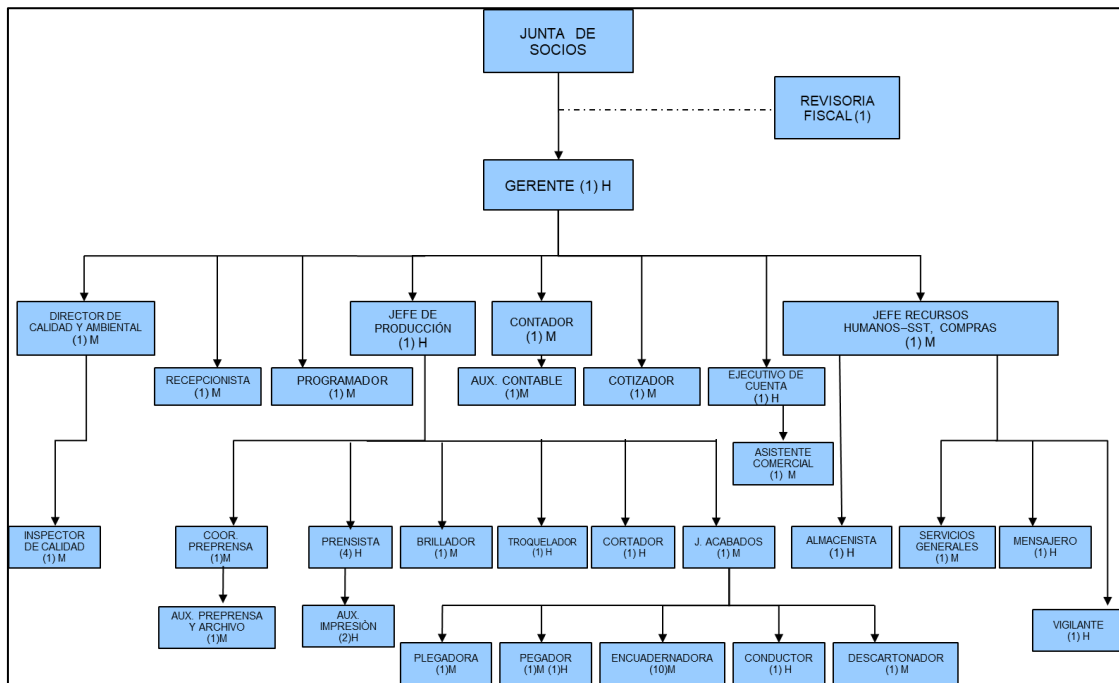 JUNTA DE
SOCIOS
REVISORIA
FISCAL (1)
GERENTE (1) H
DIRECTOR DE
CALIDAD Y AMBIENTAL
(1) M
JEFE DE
PRODUCCIÓN
(1) H
CONTADOR
(1) M
JEFE RECURSOS
HUMANOS–SST, COMPRAS
(1) M
RECEPCIONISTA
(1) M
PROGRAMADOR
(1) M
AUX. CONTABLE
(1)M
COTIZADOR
(1) M
EJECUTIVO DE
CUENTA
(1) H
ASISTENTE
COMERCIAL
(1) M
INSPECTOR
DE CALIDAD
(1) M
COOR.
PREPRENSA
(1)M
PRENSISTA
(4) H
BRILLADOR
(1) M
TROQUELADOR
(1) H
CORTADOR
(1) H
J. ACABADOS
(1) M
ALMACENISTA
(1) H
SERVICIOS
GENERALES
(1) M
MENSAJERO
(1) H
AUX. PREPRENSA
Y ARCHIVO
(1)M
AUX.
IMPRESIÓN
(2)H
VIGILANTE
(1) H
PLEGADORA
(1)M
PEGADOR
(1)M (1)H
ENCUADERNADORA
(10)M
CONDUCTOR
(1) H
DESCARTONADOR
(1) M